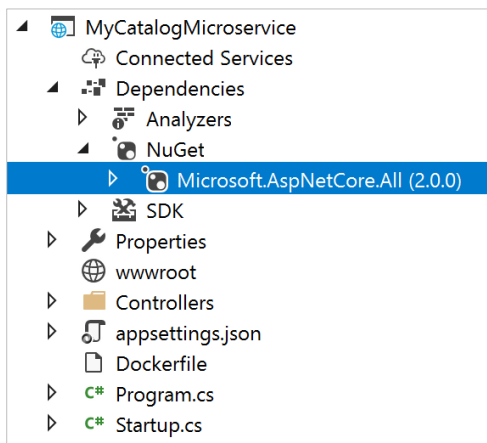 MyCatalogMicroservice
Connected Services
Dependencies
Analyzers
NuGet
Microsoft.AspNetCore.All (2.0.0)
SDK
Properties
wwwroot
Controllers
appsettings.json
Dockerfile
C# Program.cs
C# Startup.cs